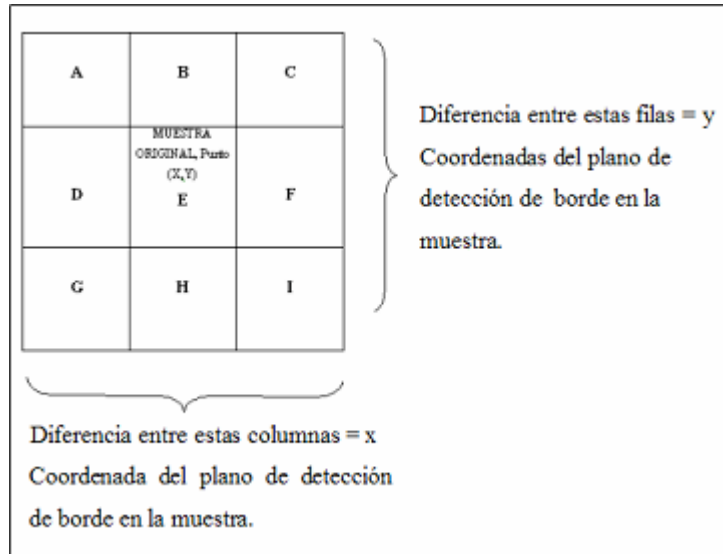 A B C
MUESTRA
ORIGINAL, Punto
(X,Y)
D E F
G H I
Diferencia entre estas filas = y
Coordenadas del plano de
detección de borde en la
muestra.
Diferencia entre estas columnas = x
Coordenada del plano de detección
de borde en la muestra.